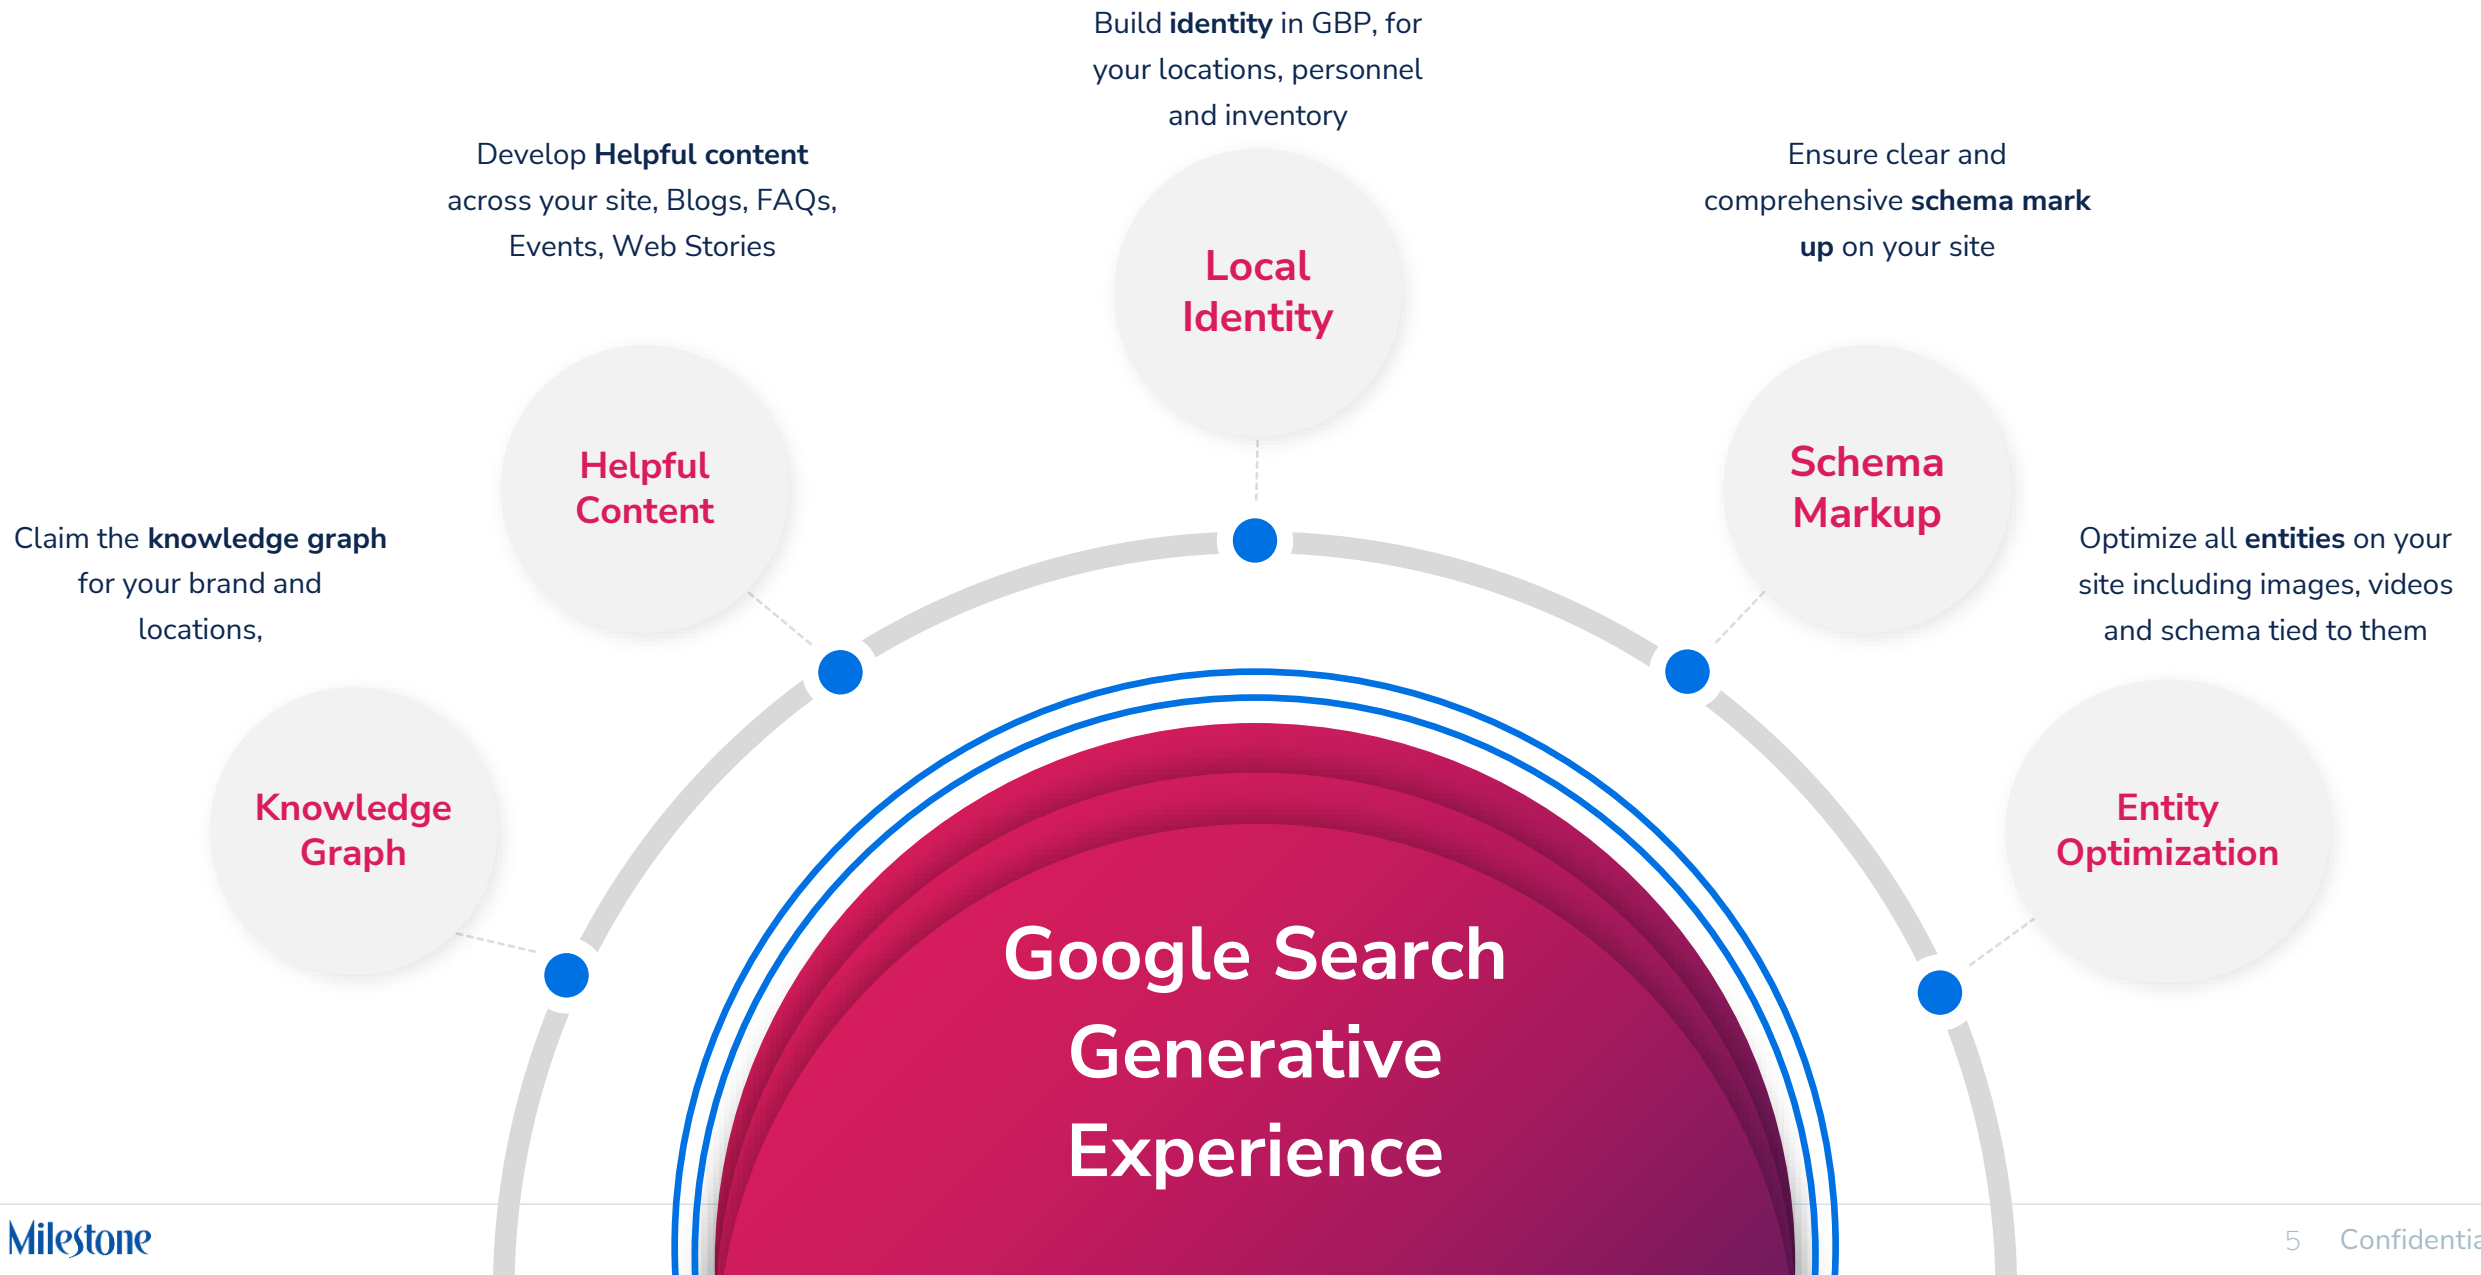 Build identity in GBP, for
your locations, personnel
and inventory
Develop Helpful content
across your site, Blogs, FAQs,
Events, Web Stories
Ensure clear and
comprehensive schema mark
up on your site
Local
Identity
Helpful
Content
Schema
Markup
Claim the knowledge graph
for your brand and
locations,
Optimize all entities on your
site including images, videos
and schema tied to them
Knowledge
Graph
Entity
Optimization
Google Search
Generative
Experience
Milestone
5 Confidentia